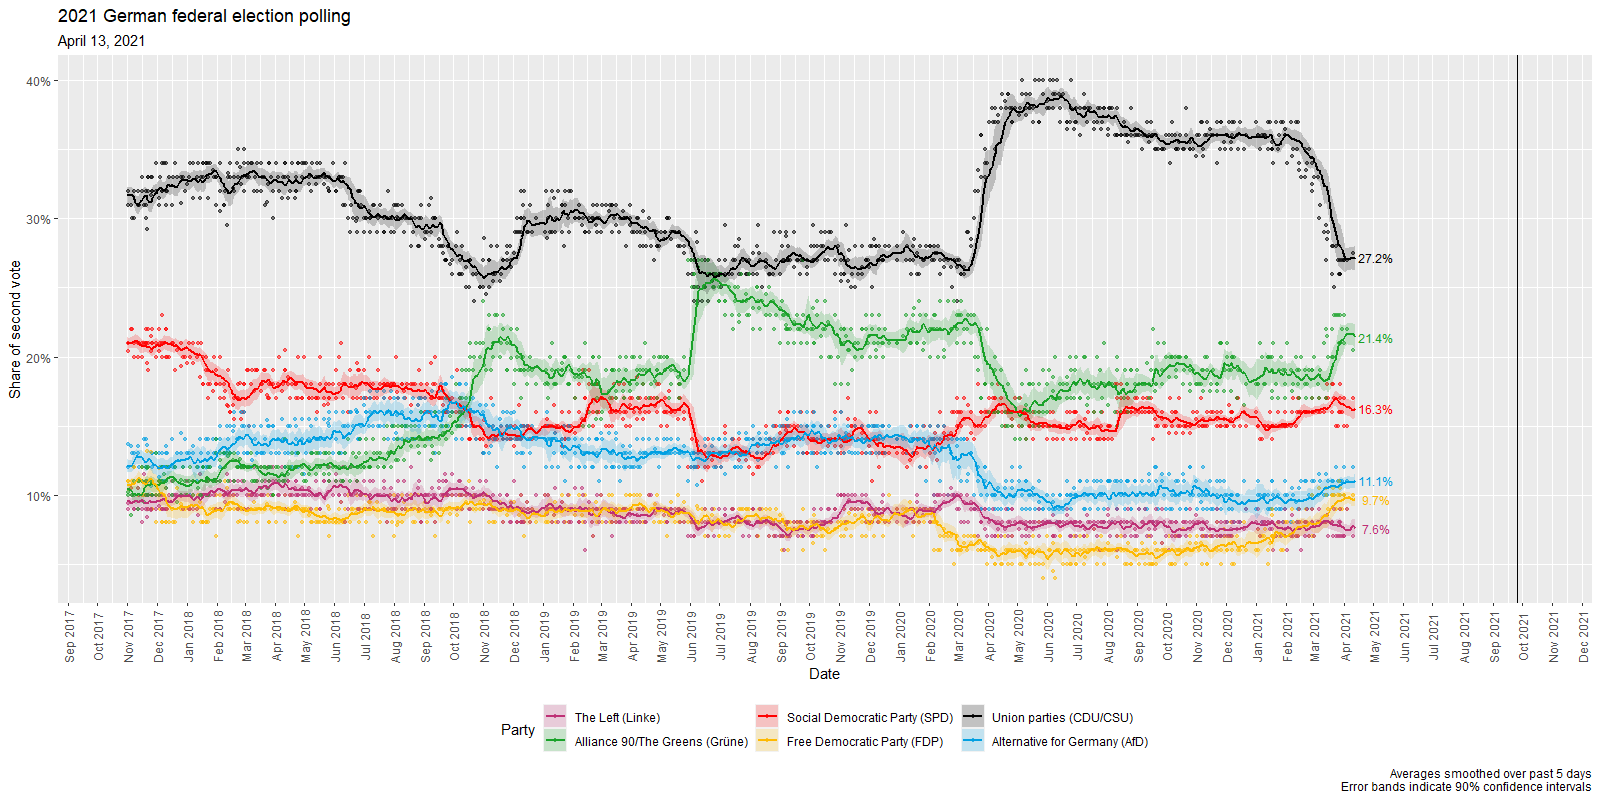 2021 German federal election polling
April 13, 2021
Share of second vote
40%
30%
20%
10%
27.2%
21.4%
16.3%
11.1%
9.7%
7.6%
Sep 2017
Oct 2017
Nov 2017
Dec 2017
Jan 2018
Feb 2018
Mar 2018
Apr 2018
May 2018
Jun 2018
Jul 2018
Aug 2018
Sep 2018
Oct 2018
Nov 2018
Dec 2018
Jan 2019
Feb 2019
Mar 2019
Apr 2019
May 2019
Jun 2019
Jul 2019
Aug 2019
Sep 2019
Oct 2019
Nov 2019
Dec 2019
Jan 2020
Feb 2020
Mar 2020
Apr 2020
May 2020
Jun 2020
Jul 2020
Aug 2020
Sep 2020
Oct 2020
Nov 2020
Dec 2020
Jan 2021
Feb 2021
Mar 2021
Apr 2021
May 2021
Jun 2021
Jul 2021
Aug 2021
Sep 2021
Oct 2021
Nov 2021
Dec 2021
Date
Party
The Left (Linke)
Social Democratic Party (SPD)
Union parties (CDU/CSU)
Alliance 90/The Greens (Grüne)
Free Democratic Party (FDP)
Alternative for Germany (AfD)
Averages smoothed over past 5 days
Error bands indicate 90% confidence intervals